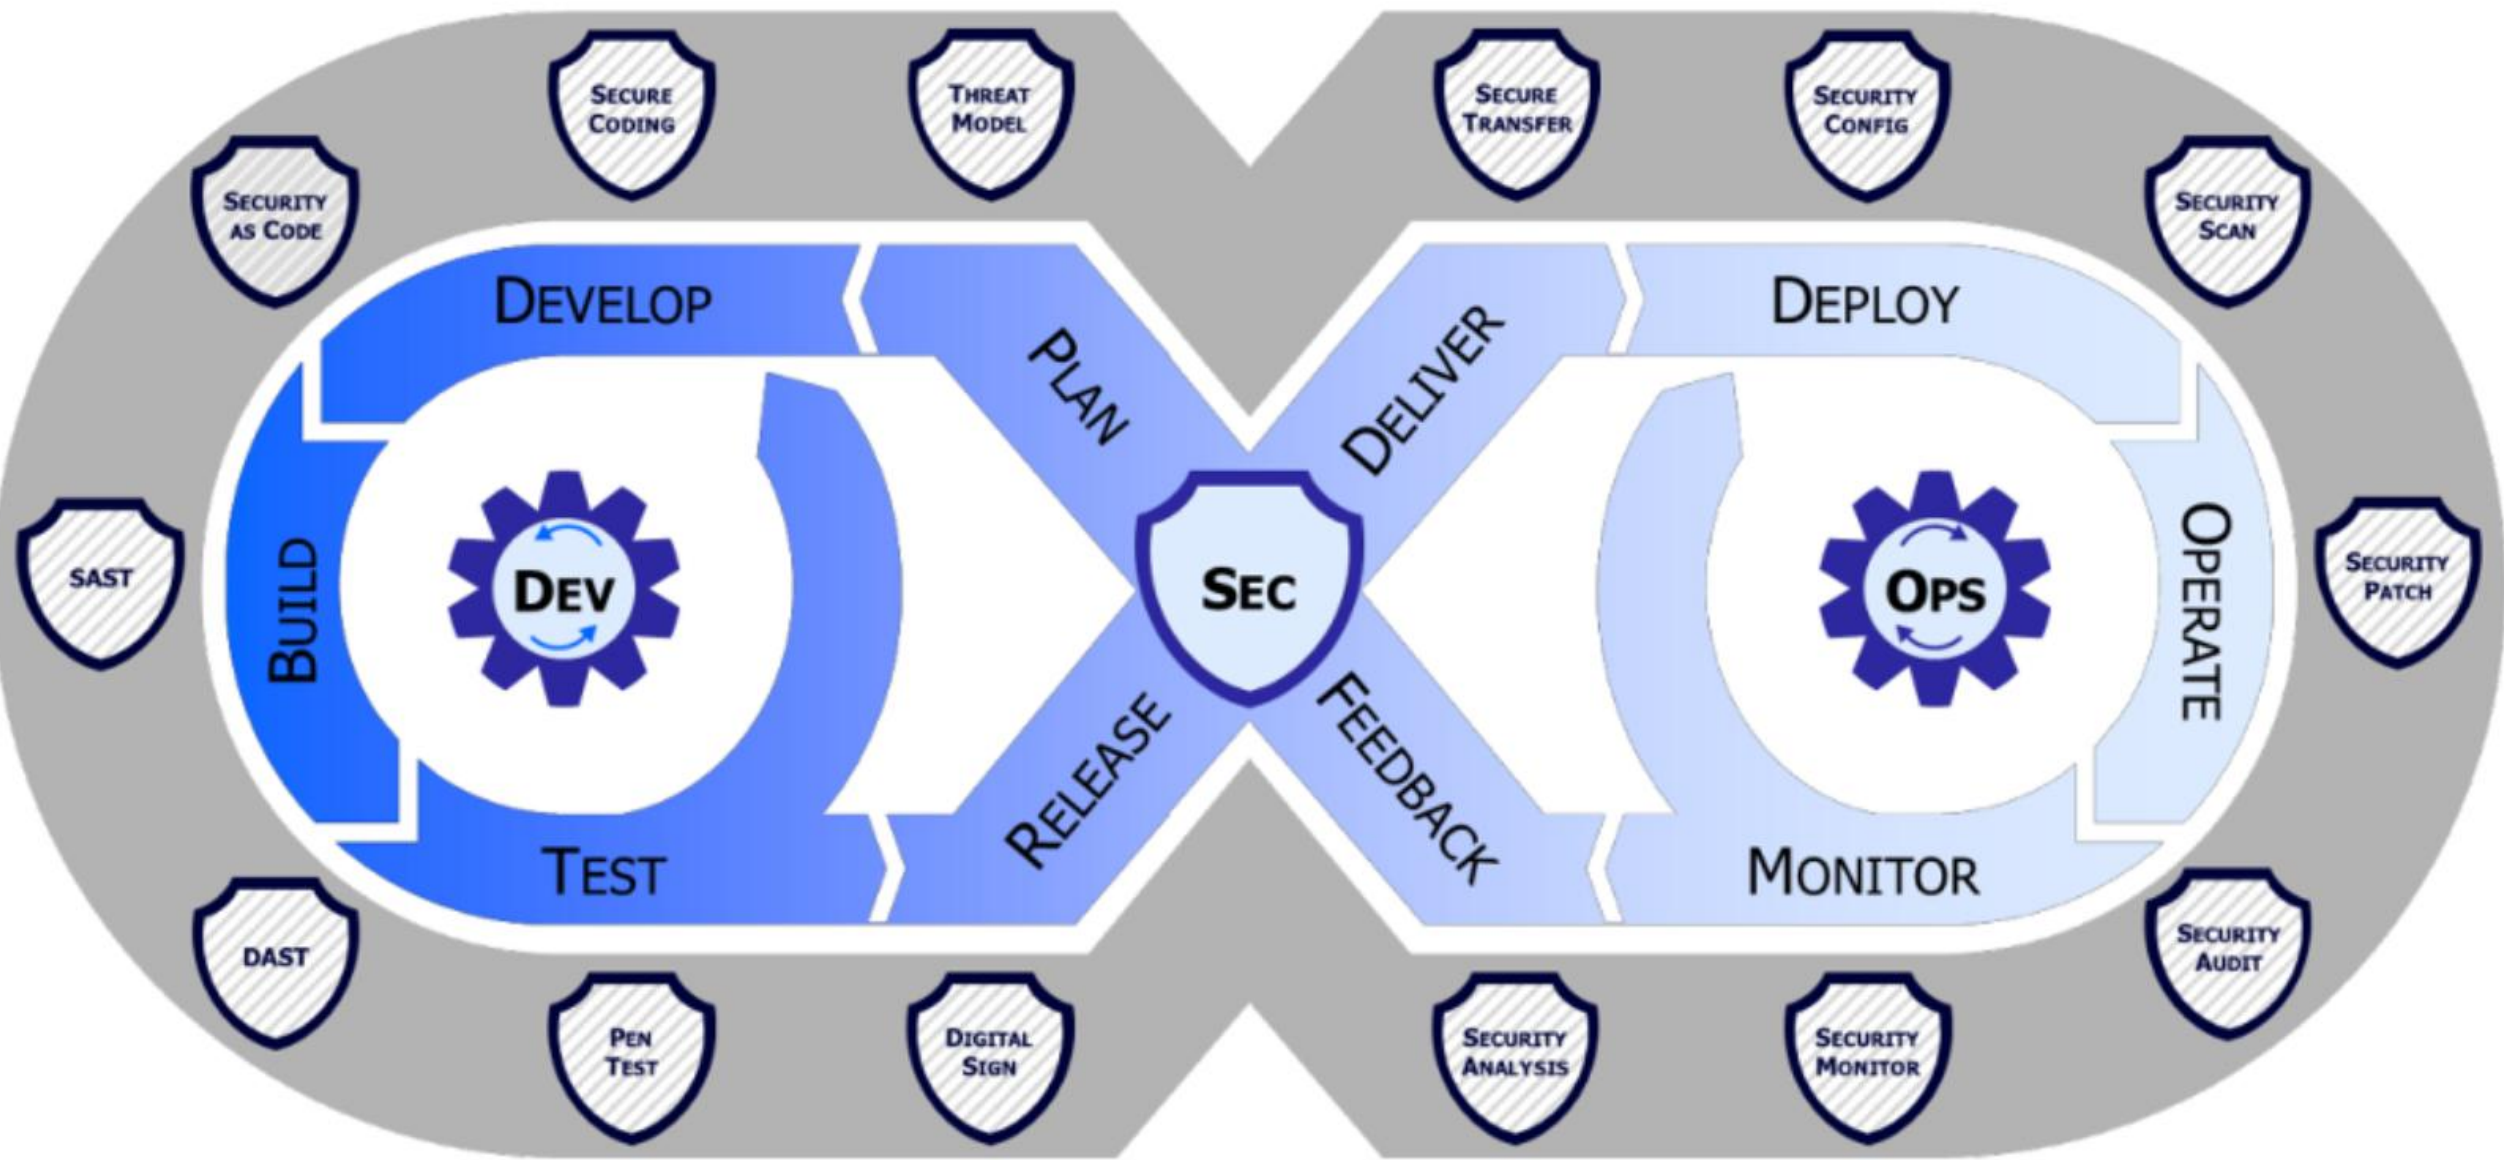 SECURE
CODING
THREAT
MODEL
SECURE
TRANSFER
SECURITY
CONFIG
SECURITY
AS CODE
SECURITY
SCAN
DEVELOP
PLAN
DELIVER
DEPLOY
SAST
BUILD
DEV
SEC
OPS
OPERATE
SECURITY
PATCH
TEST
RELEASE
FEEDBACK
MONITOR
DAST
SECURITY
AUDIT
PEN
TEST
DIGITAL
SIGN
SECURITY
ANALYSIS
SECURITY
MONITOR